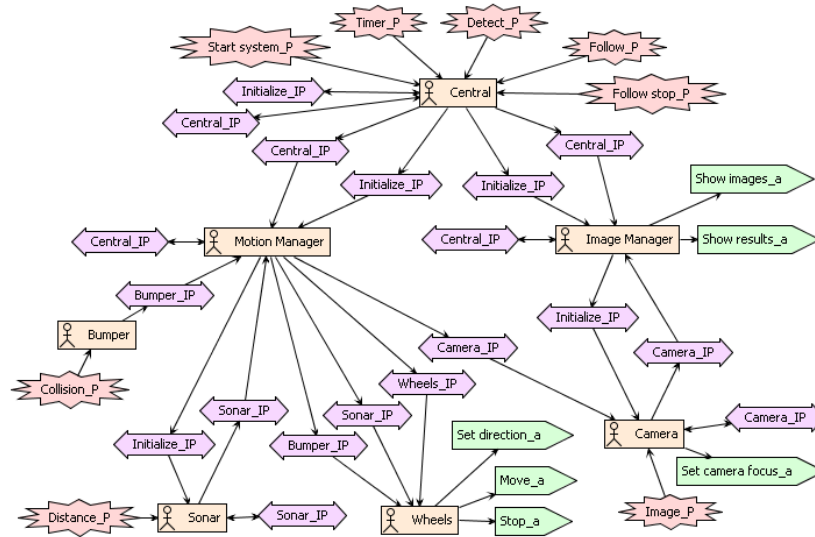 Timer_P
Detect_P
Start system_P
Follow_P
Initialize_IP
Central
Follow stop_P
Central_IP
Central_IP
Central_IP
Initialize_IP
Initialize_IP
Show images_a
Central_IP
Motion Manager
Central_IP
Image Manager
Show results_a
Bumper_IP
Initialize_IP
Bumper
Camera_IP
Camera_IP
Collision_P
Wheels_IP
Sonar_IP
Sonar_IP
Camera_IP
Initialize_IP
Bumper_IP
Set direction_a
Camera
Set camera focus_a
Move_a
Distance_P
Sonar
Sonar_IP
Wheels
Stop_a
Image_P